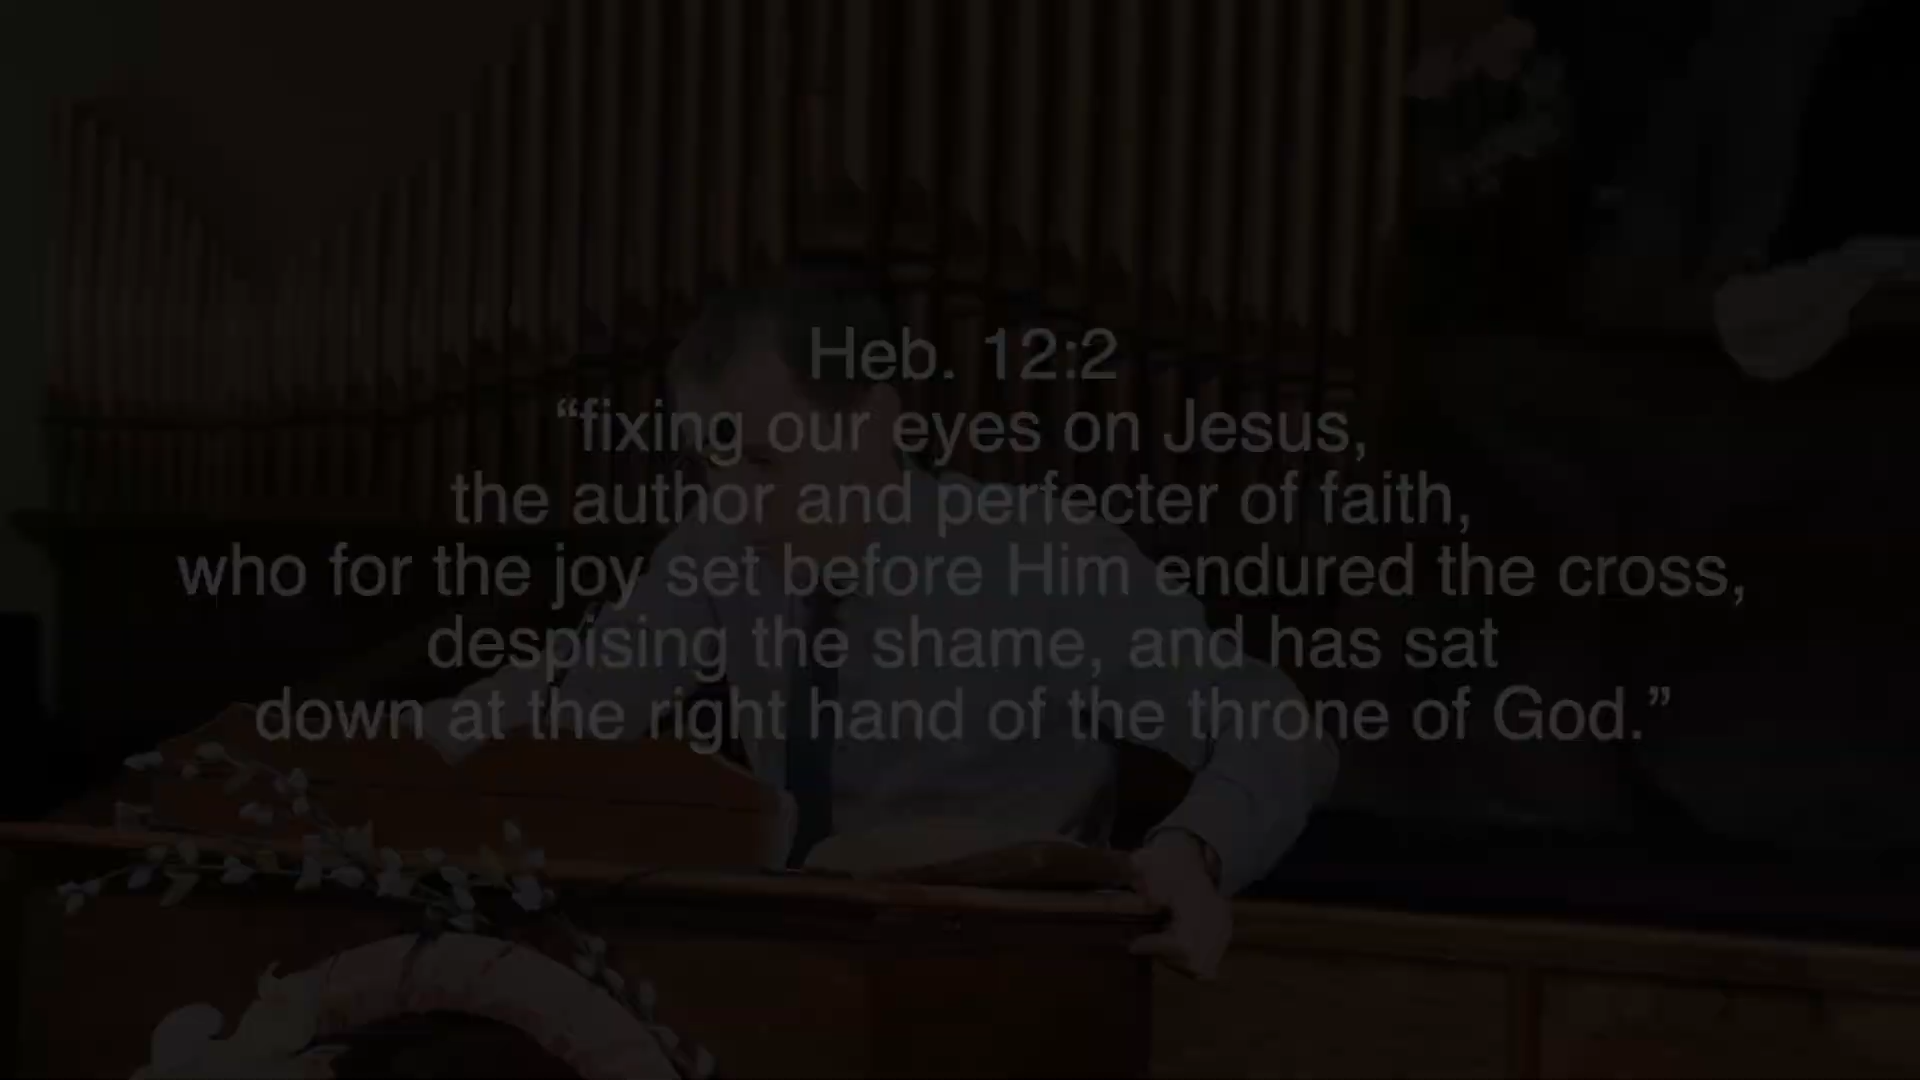 Heb. 12:2
“fixing our eyes on Jesus,
the author and perfecter of faith,
who for the joy set before Him endured the cross,
despising the shame, and has sat
down at the right hand of the throne of God.”